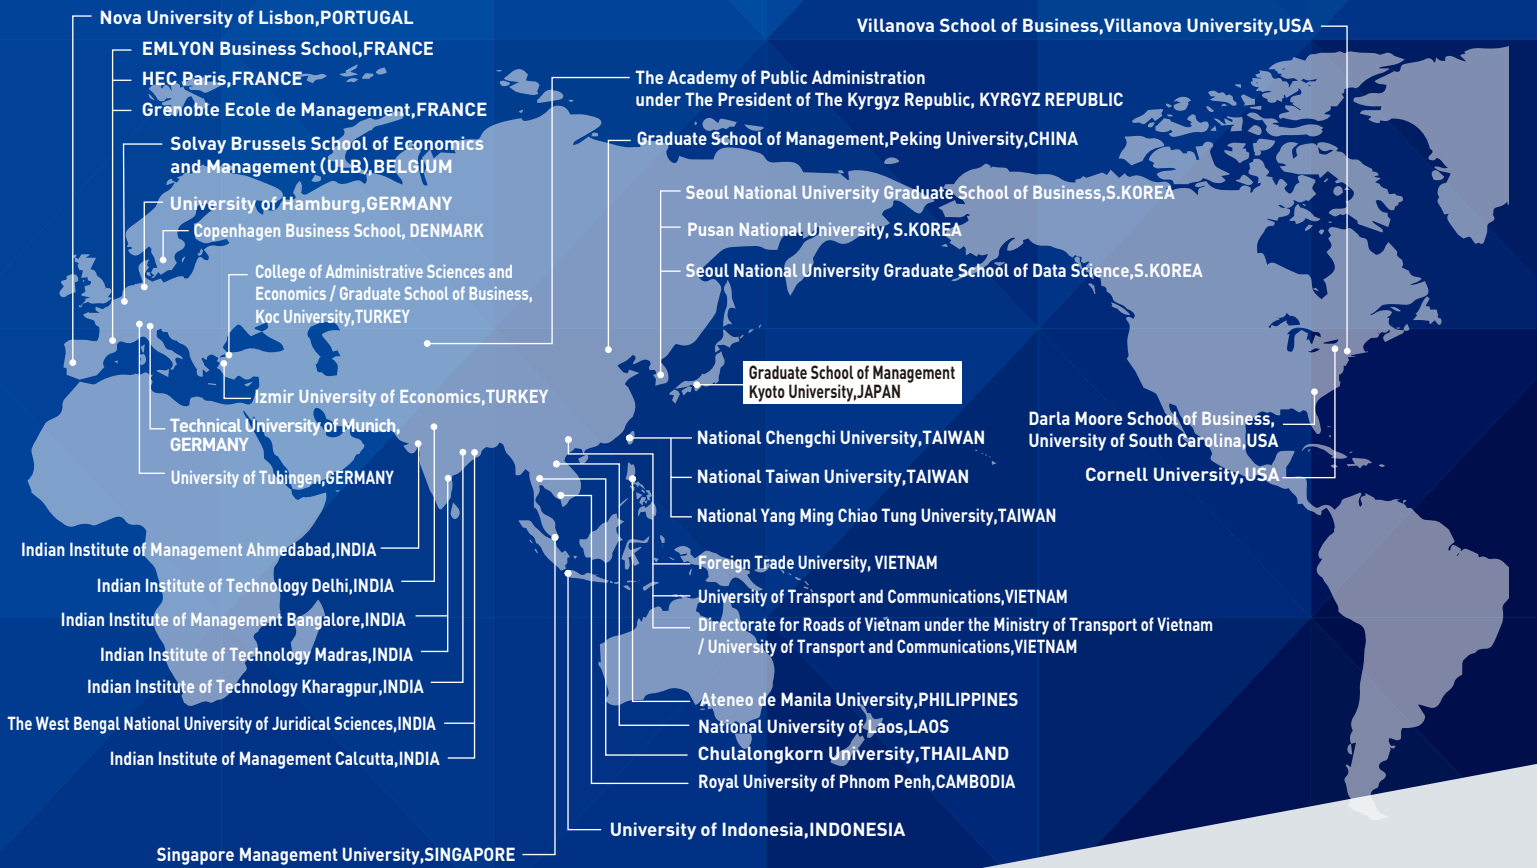 Nova University of Lisbon,PORTUGAL
EMLYON Business School,FRANCE
HEC Paris,FRANCE
Grenoble Ecole de Management,FRANCE
Solvay Brussels School of Economics
and Management (ULB),BELGIUM
University of Hamburg,GERMANY
Copenhagen Business School, DENMARK
College of Administrative Sciences and
Economics / Graduate School of Business,
Koc University,TURKEY
Izmir University of Economics,TURKEY
Technical University of Munich,
GERMANY
University of Tubingen,GERMANY
Indian Institute of Management Ahmedabad,INDIA
Indian Institute of Technology Delhi,INDIA
Indian Institute of Management Bangalore,INDIA
Indian Institute of Technology Madras,INDIA
Indian Institute of Technology Kharagpur,INDIA
The West Bengal National University of Juridical Sciences,INDIA
Indian Institute of Management Calcutta,INDIA
Singapore Management University,SINGAPORE
The Academy of Public Administration
under The President of The Kyrgyz Republic, KYRGYZ REPUBLIC
Graduate School of Management,Peking University,CHINA
Seoul National University Graduate School of Business,S.KOREA
Pusan National University, S.KOREA
Seoul National University Graduate School of Data Science,S.KOREA
Graduate School of Management
Kyoto University,JAPAN
National Chengchi University,TAIWAN
National Taiwan University,TAIWAN
National Yang Ming Chiao Tung University,TAIWAN
Foreign Trade University, VIETNAM
University of Transport and Communications,VIETNAM
Directorate for Roads of Vietnam under the Ministry of Transport of Vietnam
/ University of Transport and Communications,VIETNAM
Ateneo de Manila University,PHILIPPINES
National University of Laos,LAOS
Chulalongkorn University,THAILAND
Royal University of Phnom Penh,CAMBODIA
University of Indonesia,INDONESIA
Villanova School of Business,Villanova University,USA
Darla Moore School of Business,
University of South Carolina,USA
Cornell University,USA